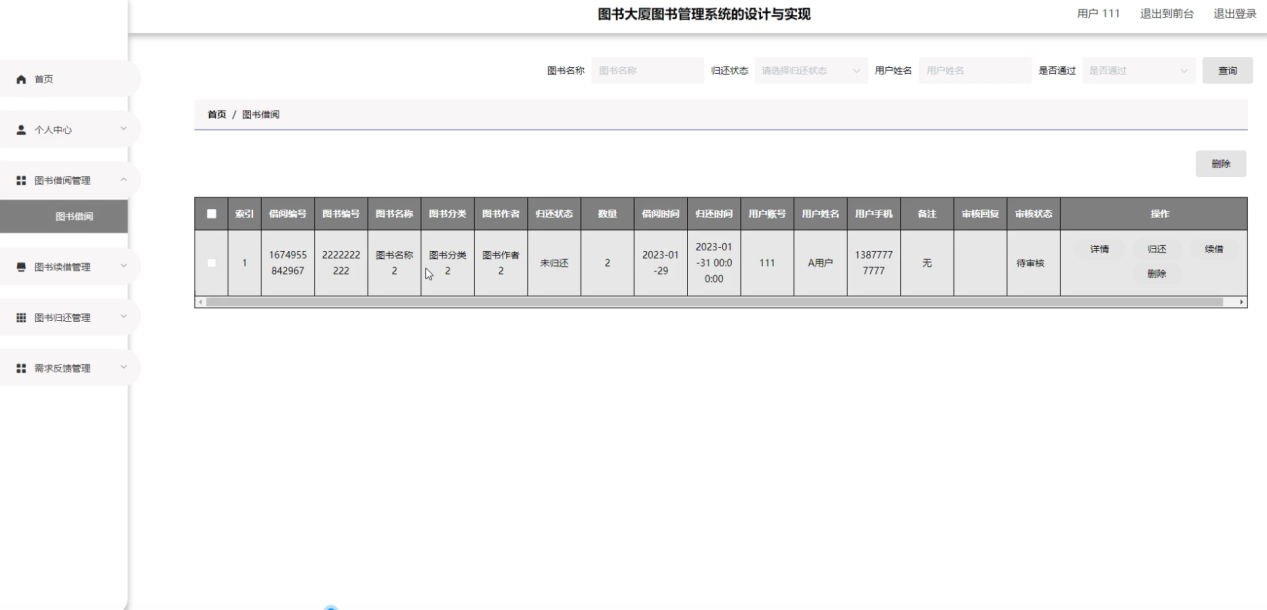 图书大厦图书管理系统的设计与实现
用户 111 退出到前台 退出登录
首页
个人中心
图书借阅管理
图书借阅
图书续借管理
图书归还管理
需求反馈管理
图书名称 图书名称 归还状态 请选择归还状态 用户姓名 用户姓名 是否通过 是否通过 查询
首页 / 图书借阅
删除
索引 借阅编号 图书编号 图书名称 图书分类 图书作者 归还状态 数量 借阅时间 归还时间 用户账号 用户姓名 用户手机 备注 审核回复 审核状态 操作
1 1674955842967 2222222222 图书名称2 图书分类2 图书作者2 未归还 2 2023-01-29 2023-01-31 00:00:00 111 A用户 13877777777 无 待审核 详情 归还 续借
删除